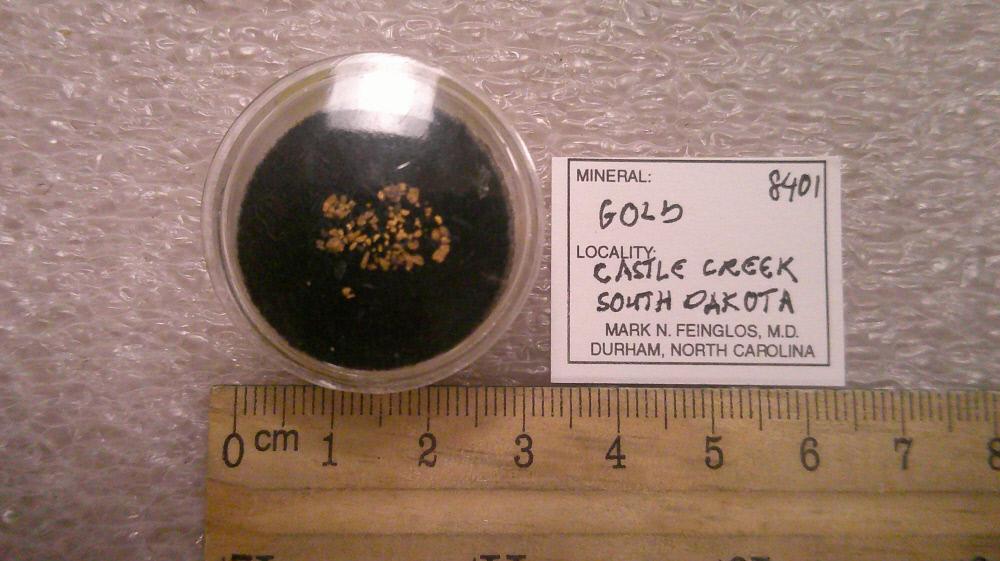 MINERAL: 8401
GOLD
LOCALITY:
CASTLE CREEK
SOUTH DAKOTA
MARK N. FEINGLOS, M.D.
DURHAM, NORTH CAROLINA
0 cm 1 2 3 4 5 6 7 8